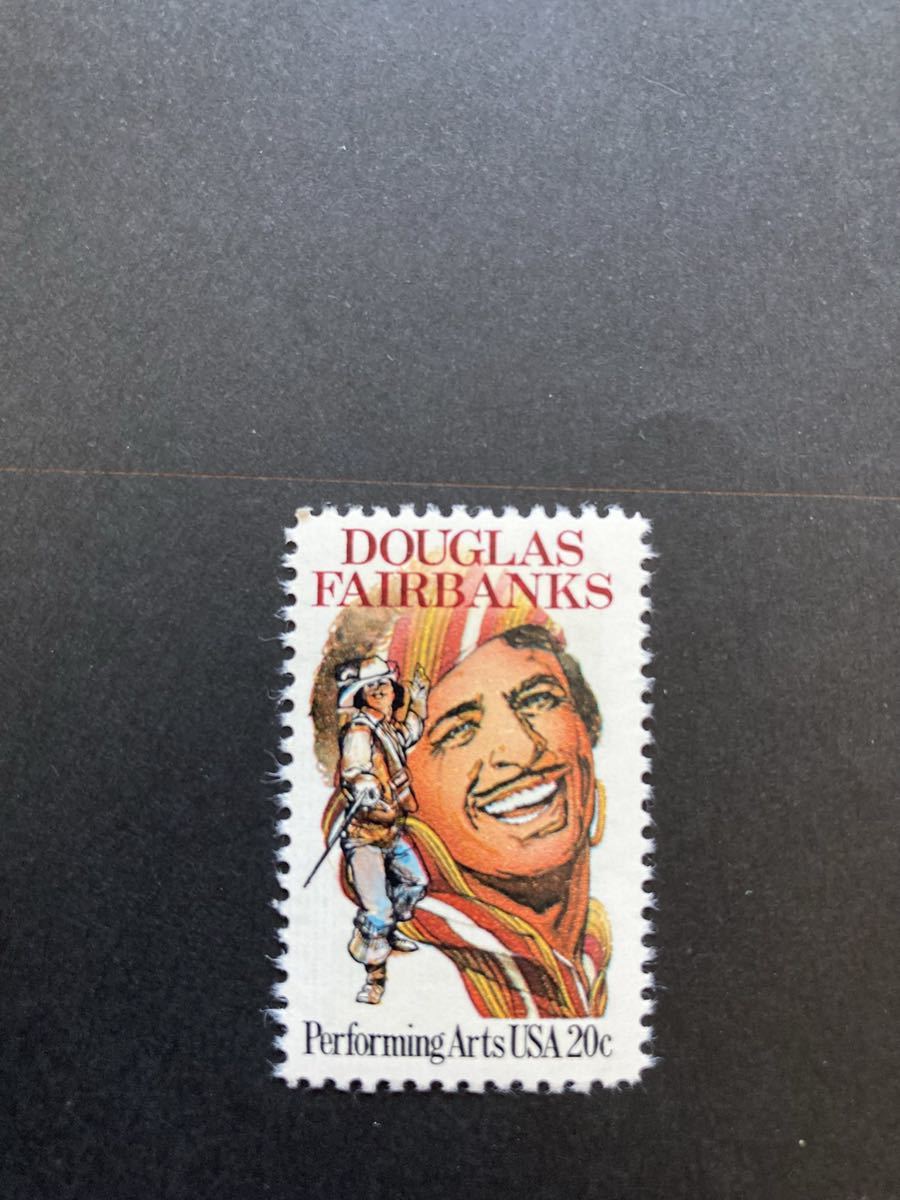 DOUGLAS
FAIRBANKS
Performing Arts USA 20c